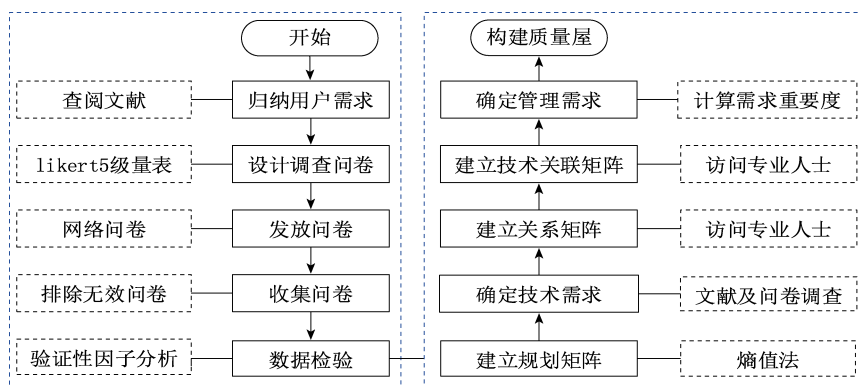 开始
查阅文献
归纳用户需求
likert5级量表
设计调查问卷
网络问卷
发放问卷
排除无效问卷
收集问卷
验证性因子分析
数据检验
构建质量屋
确定管理需求
计算需求重要度
建立技术关联矩阵
访问专业人士
建立关系矩阵
访问专业人士
确定技术需求
文献及问卷调查
建立规划矩阵
熵值法